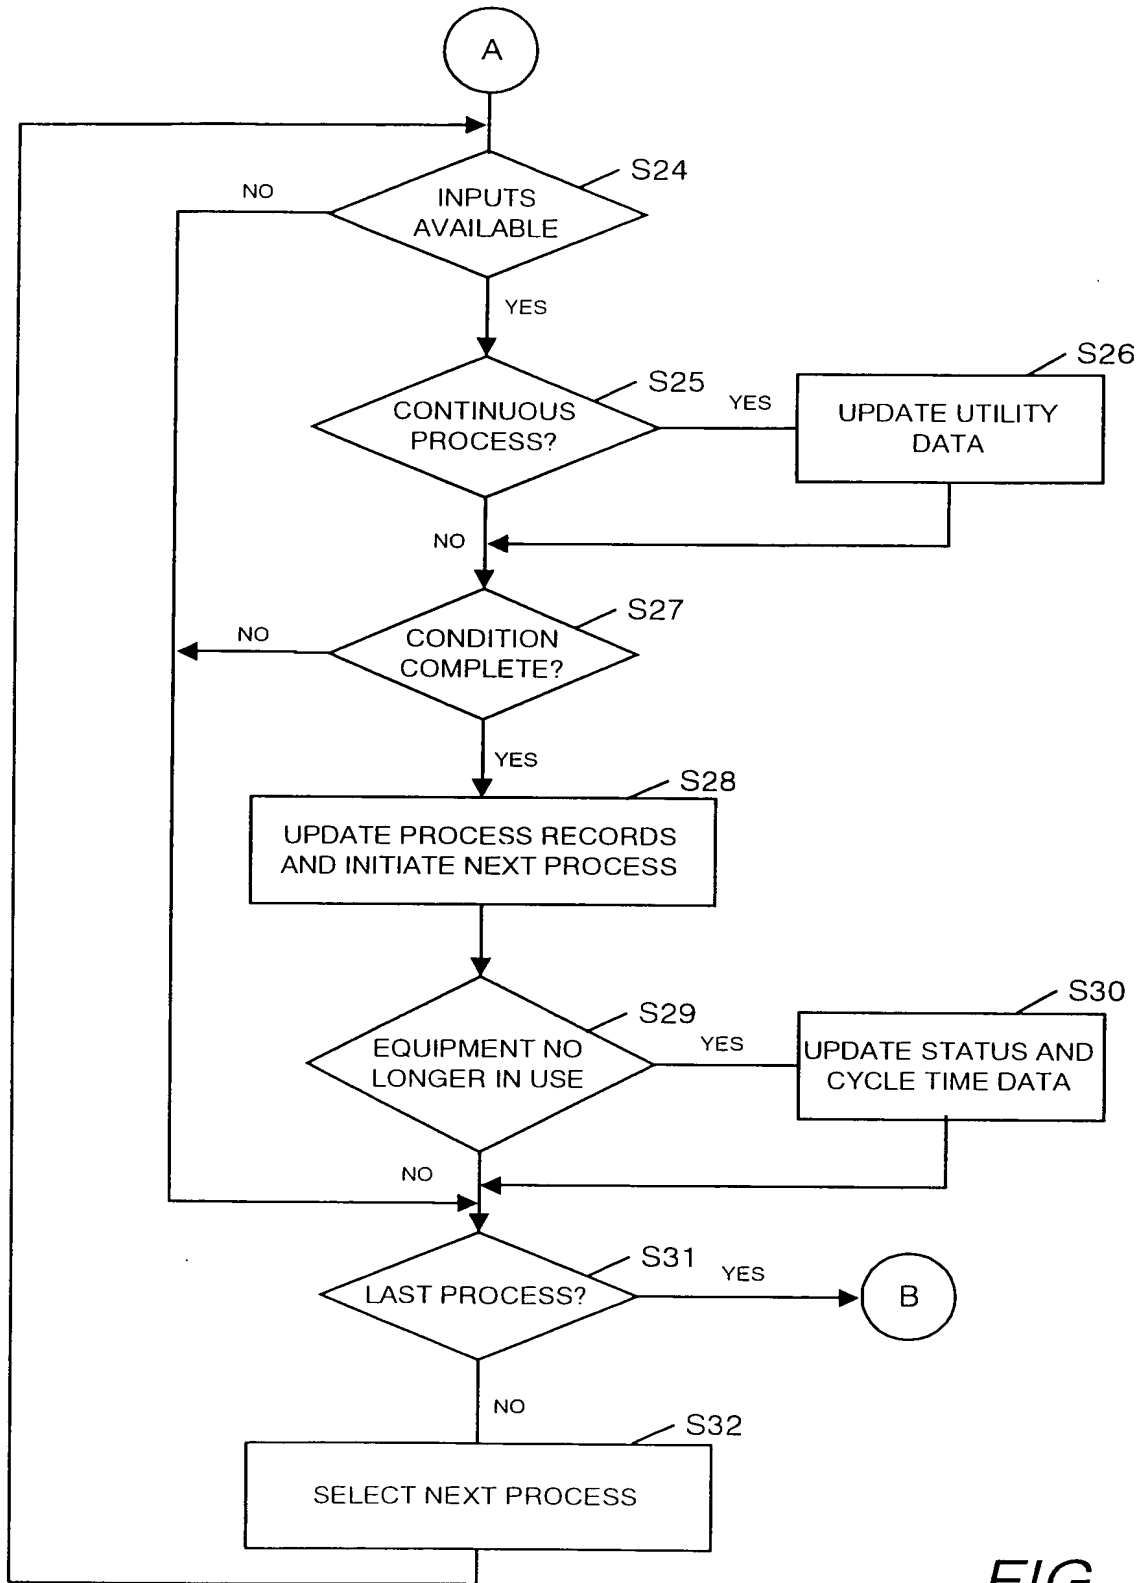 A
S24
NO
INPUTS
AVAILABLE
YES
S26
S25
YES
CONTINUOUS
PROCESS?
UPDATE UTILITY
DATA
NO
S27
NO
CONDITION
COMPLETE?
YES
S28
UPDATE PROCESS RECORDS
AND INITIATE NEXT PROCESS
S30
S29
YES
EQUIPMENT NO
LONGER IN USE
UPDATE STATUS AND
CYCLE TIME DATA
NO
S31
YES
LAST PROCESS?
B
NO
S32
SELECT NEXT PROCESS
FIG